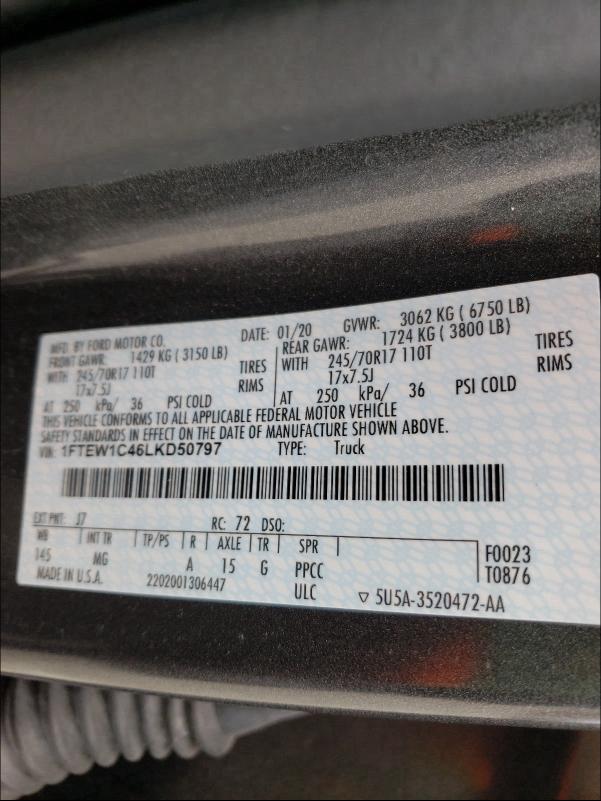 MFD. BY FORD MOTOR CO. DATE: 01/20 GVWR: 3062 KG ( 6750 LB)
FRONT GAWR: 1429 KG ( 3150 LB) REAR GAWR: 1724 KG ( 3800 LB)
WITH 245/70R17 110T TIRES WITH 245/70R17 110T TIRES
17x7.5J RIMS 17x7.5J RIMS
AT 250 kPa/ 36 PSI COLD AT 250 kPa/ 36 PSI COLD
THIS VEHICLE CONFORMS TO ALL APPLICABLE FEDERAL MOTOR VEHICLE
SAFETY STANDARDS IN EFFECT ON THE DATE OF MANUFACTURE SHOWN ABOVE.
VIN: 1FTEW1C46LKD50797 TYPE: Truck
EXT PNT: J7 RC: 72 DSO:
WB INT TR TP/PS R AXLE TR SPR
145 MG A 15 G PPCC F0023
ULC T0876
MADE IN U.S.A. 2202001306447 ▽ 5U5A-3520472-AA